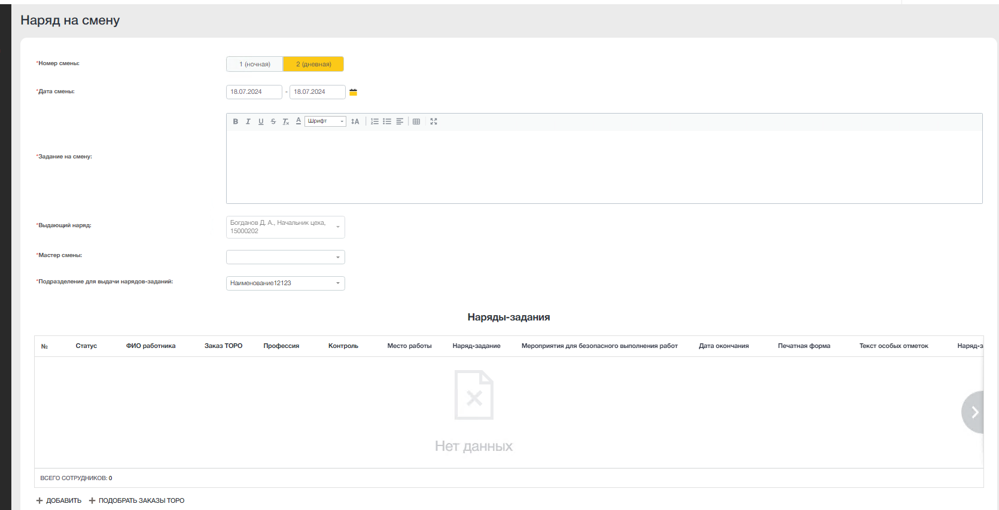 Наряд на смену
*Номер смены:
1 (ночная) 2 (дневная)
*Дата смены:
18.07.2024 - 18.07.2024
B I U S Tx A Шрифт ↕A
*Задание на смену:
*Выдающий наряд:
Богданов Д. А., Начальник цеха,
15000202
*Мастер смены:
*Подразделение для выдачи нарядов-заданий:
Наименование12123
Наряды-задания
№ Статус ФИО работника Заказ ТОРО Профессия Контроль Место работы Наряд-задание Мероприятия для безопасного выполнения работ Дата окончания Печатная форма Текст особых отметок Наряд-з
Нет данных
ВСЕГО СОТРУДНИКОВ: 0
+ ДОБАВИТЬ + ПОДОБРАТЬ ЗАКАЗЫ ТОРО